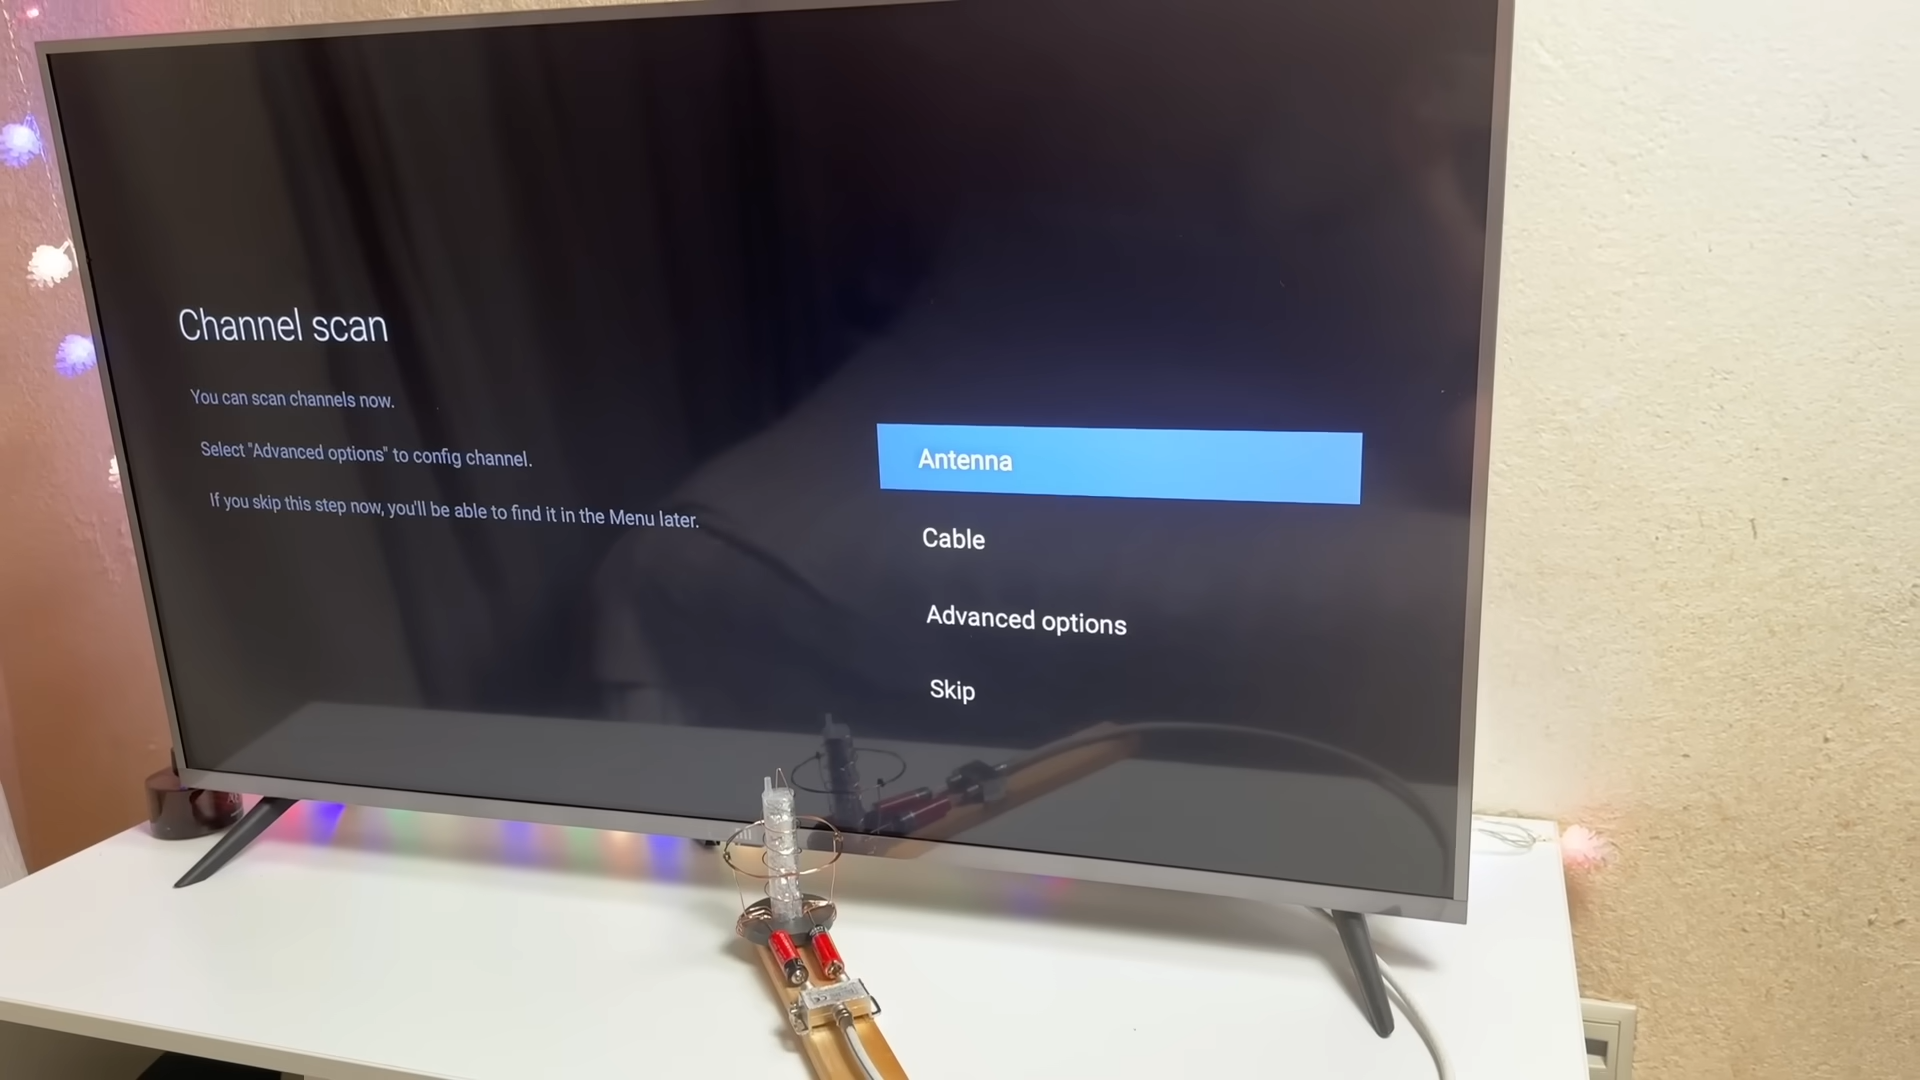 Channel scan
You can scan channels now.
Select "Advanced options" to config channel.
If you skip this step now, you'll be able to find it in the Menu later.
Antenna
Cable
Advanced options
Skip